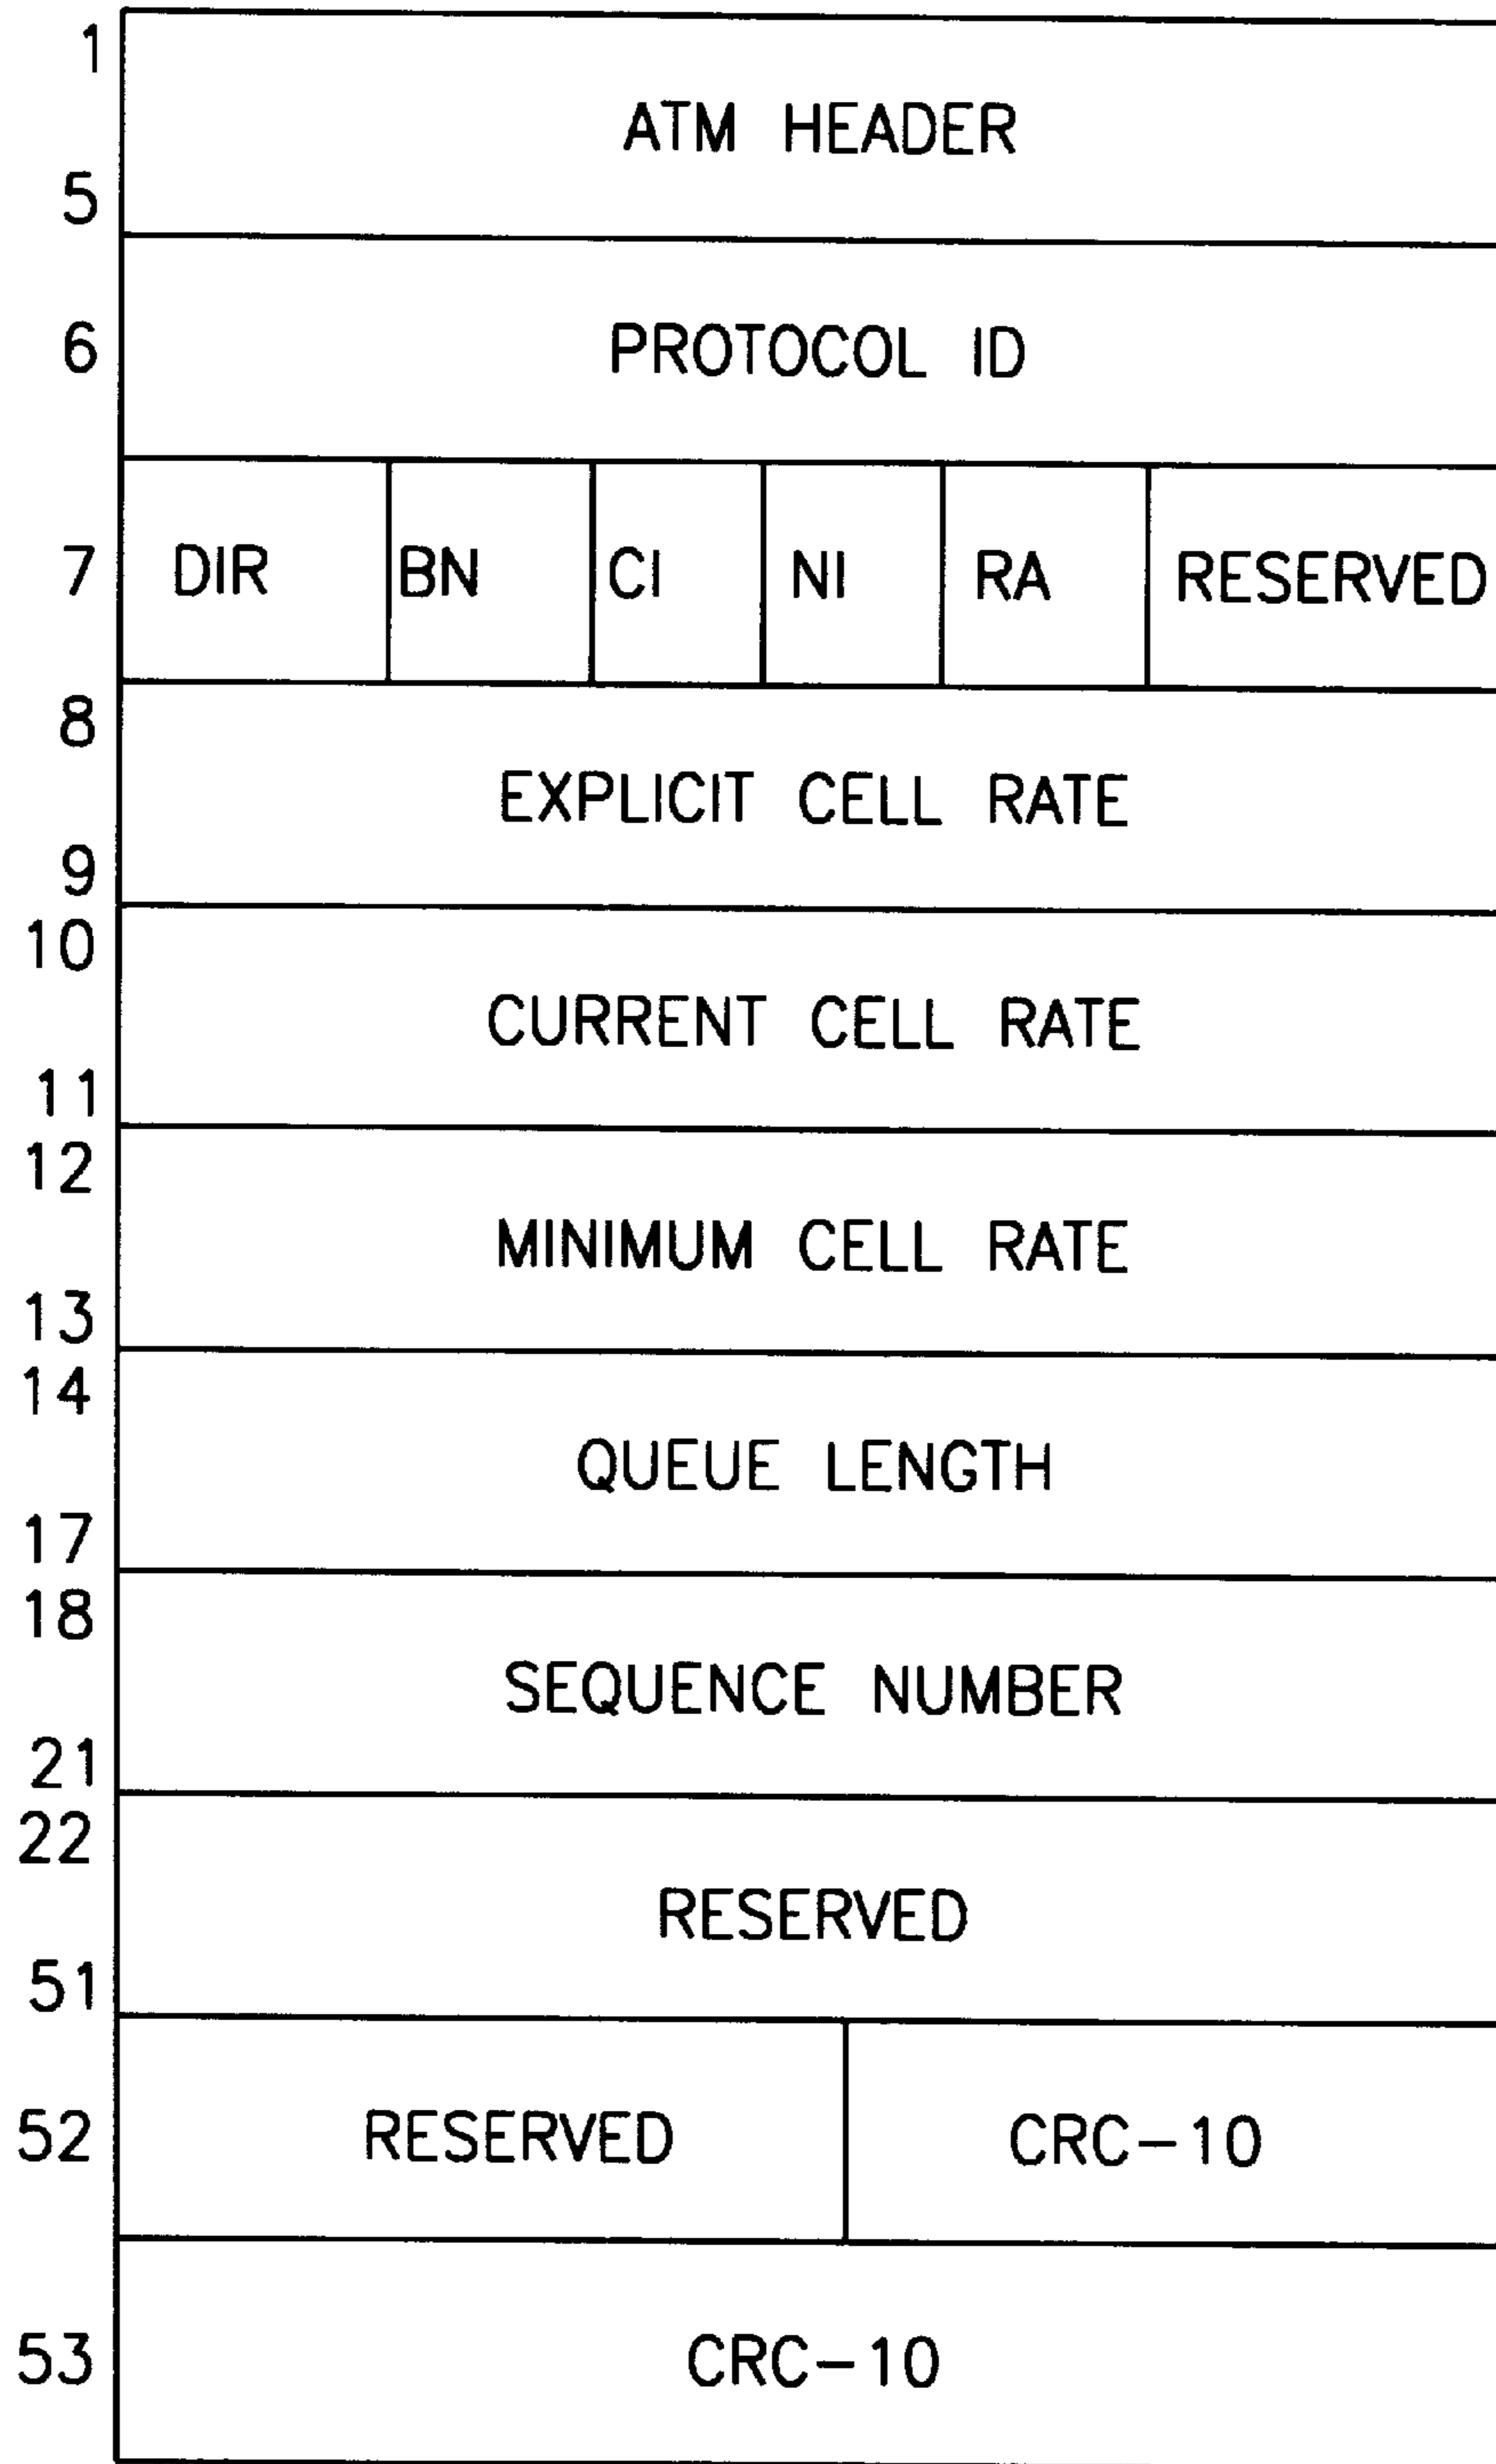 1
ATM HEADER
5
6 PROTOCOL ID
7 DIR BN CI NI RA RESERVED
8
EXPLICIT CELL RATE
9
10
CURRENT CELL RATE
11
12
MINIMUM CELL RATE
13
14
QUEUE LENGTH
17
18
SEQUENCE NUMBER
21
22
RESERVED
51
52 RESERVED CRC-10
53 CRC-10